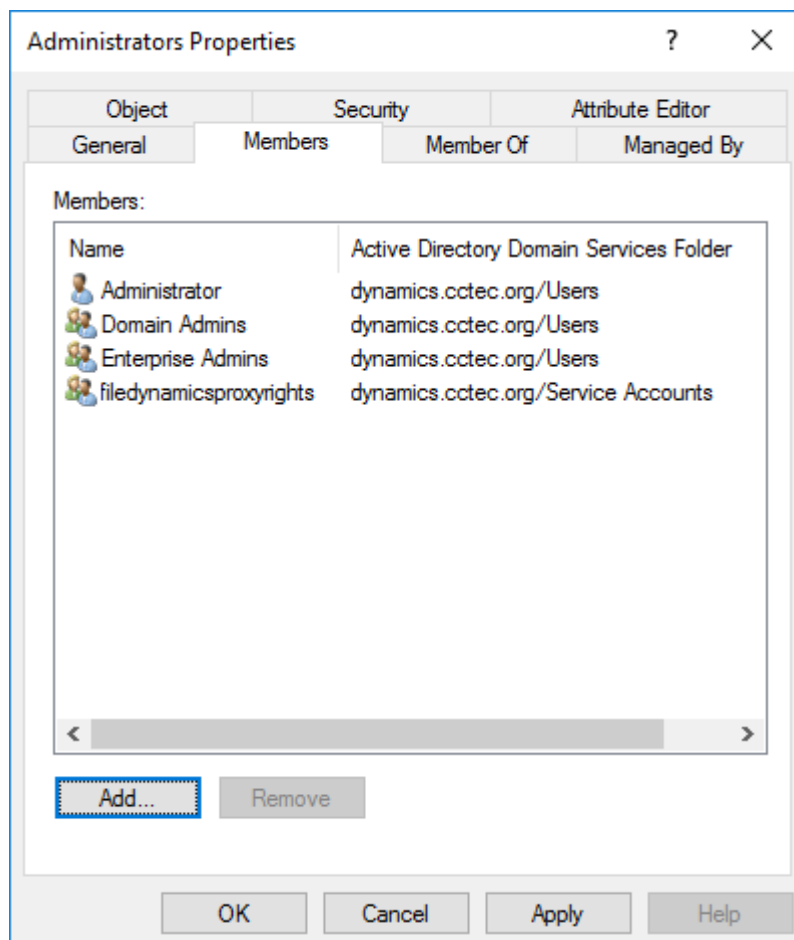 Administrators Properties
?
Object Security Attribute Editor
General Members Member Of Managed By
Members:
Name Active Directory Domain Services Folder
Administrator dynamics.cctec.org/Users
Domain Admins dynamics.cctec.org/Users
Enterprise Admins dynamics.cctec.org/Users
filedynamicsproxyrights dynamics.cctec.org/Service Accounts
Add... Remove
OK Cancel Apply Help